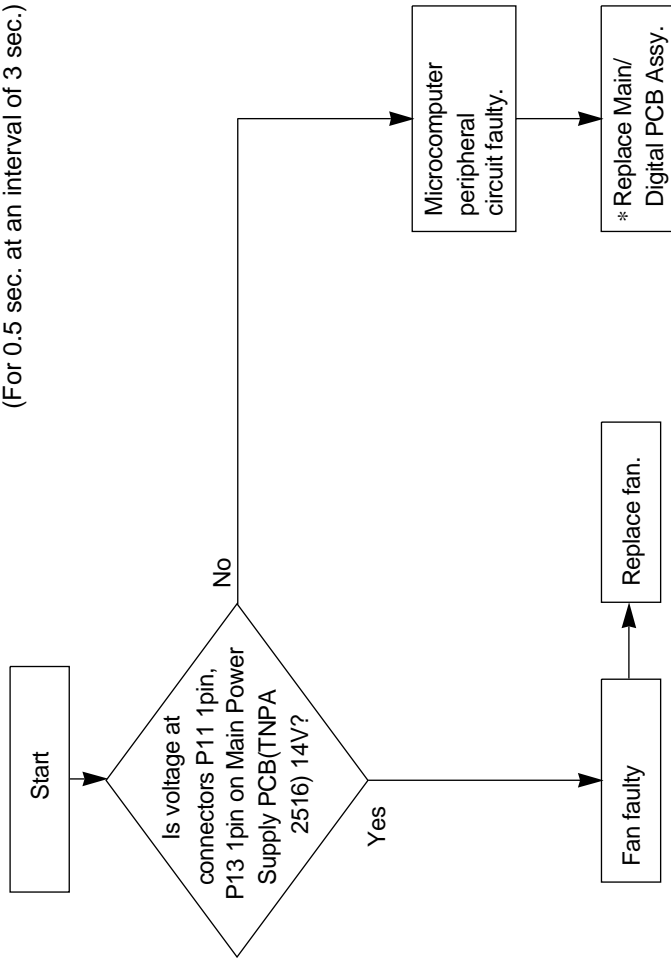 (For 0.5 sec. at an interval of 3 sec.)
Start
Is voltage at
connectors P11 1pin,
P13 1pin on Main Power
Supply PCB(TNPA
2516) 14V?
No
Yes
Microcomputer
peripheral
circuit faulty.
* Replace Main/
Digital PCB Assy.
Fan faulty
Replace fan.